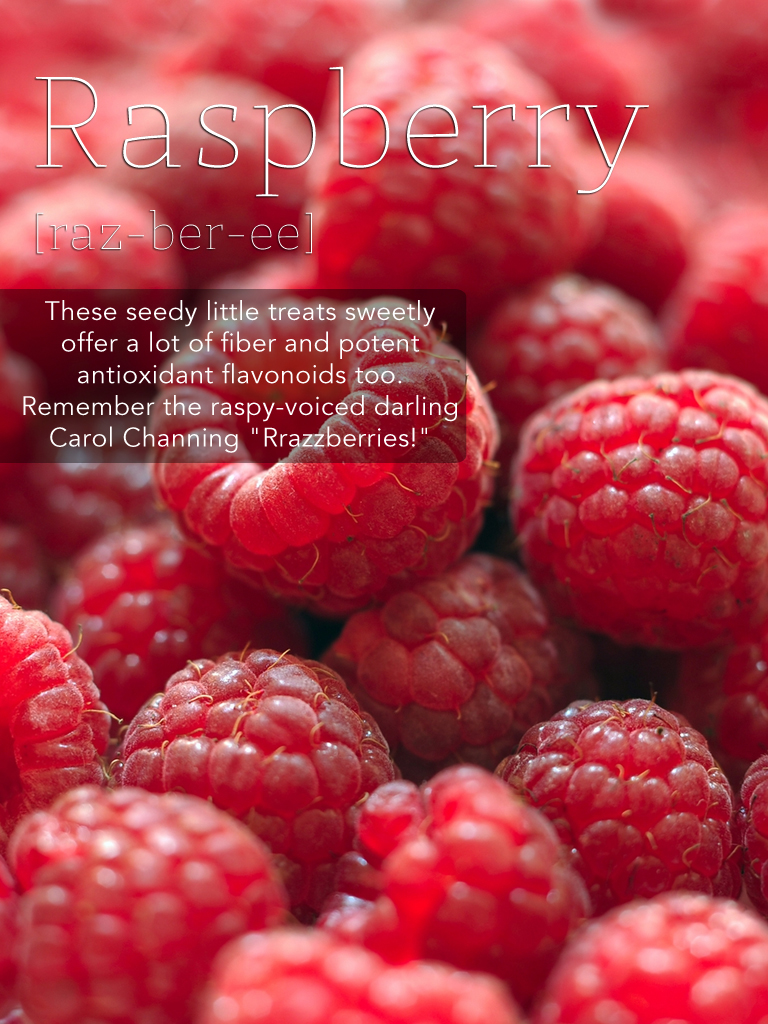 Raspberry
[raz-ber-ee]
These seedy little treats sweetly
offer a lot of fiber and potent
antioxidant flavonoids too.
Remember the raspy-voiced darling
Carol Channing "Rrazzberries!"